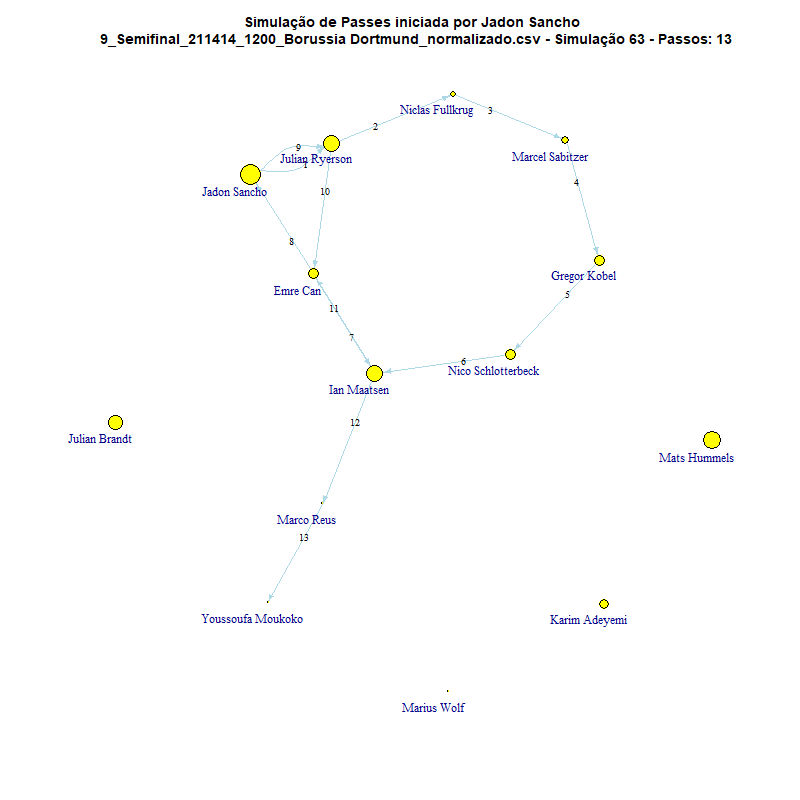 Simulação de Passes iniciada por Jadon Sancho
9_Semifinal_211414_1200_Borussia Dortmund_normalizado.csv - Simulação 63 - Passos: 13
Niclas Fullkrug
3
2
9
Julian Ryerson
1
Marcel Sabitzer
4
Jadon Sancho
10
8
Gregor Kobel
Emre Can
5
11
7
6
Nico Schlotterbeck
Ian Maatsen
12
Julian Brandt
Mats Hummels
Marco Reus
13
Youssoufa Moukoko
Karim Adeyemi
Marius Wolf